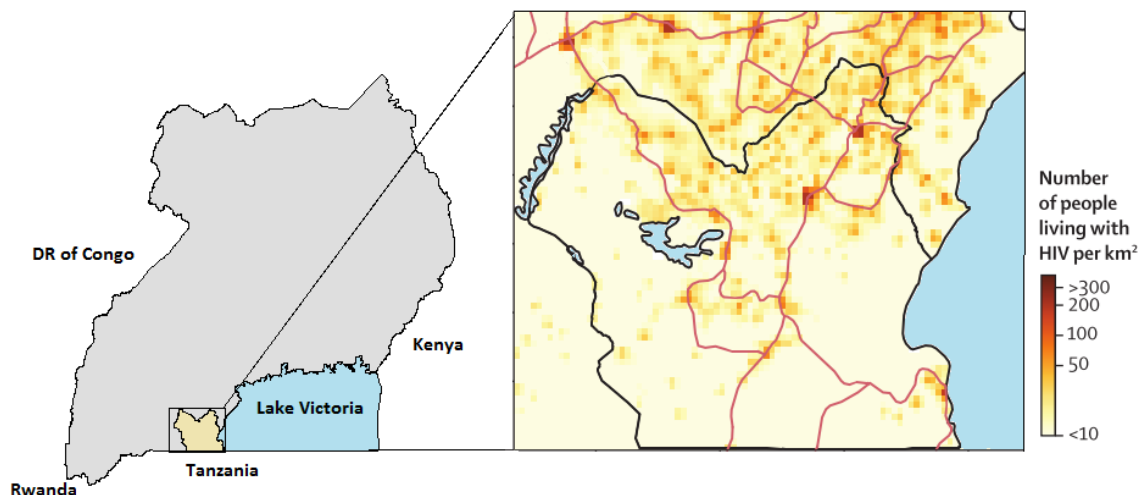 DR of Congo
Kenya
Lake Victoria
Tanzania
Rwanda
Number
of people
living with
HIV per km²
>300
200
100
50
<10